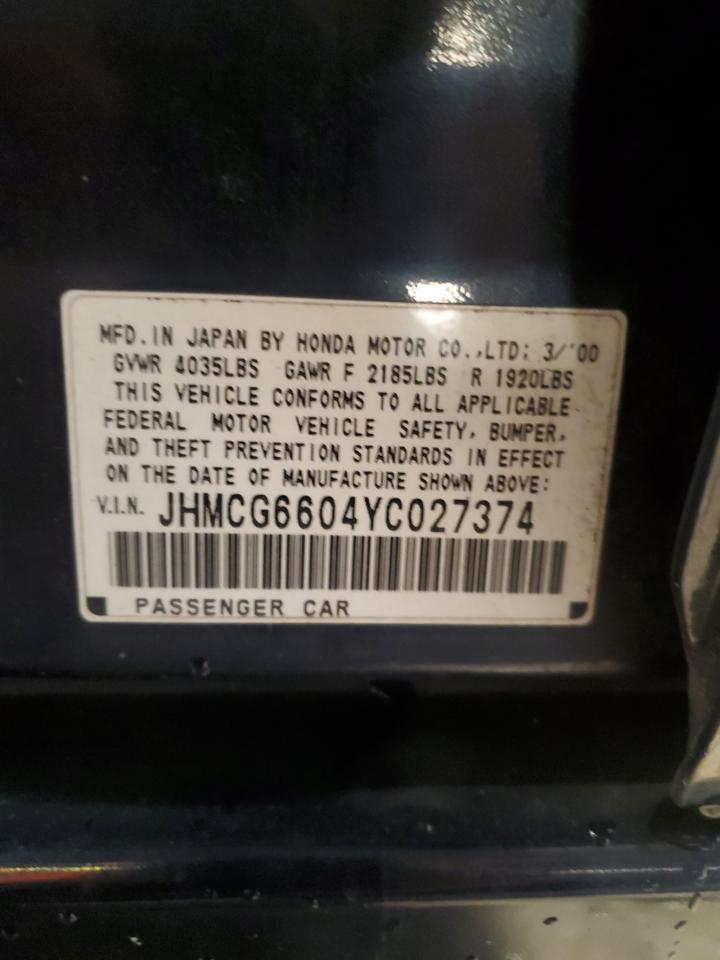 MFD. IN JAPAN BY HONDA MOTOR CO.,LTD: 3/'00
GVWR 4035LBS GAWR F 2185LBS R 1920LBS
THIS VEHICLE CONFORMS TO ALL APPLICABLE
FEDERAL MOTOR VEHICLE SAFETY, BUMPER,
AND THEFT PREVENTION STANDARDS IN EFFECT
ON THE DATE OF MANUFACTURE SHOWN ABOVE:
V.I.N. JHMCG6604YC027374
PASSENGER CAR